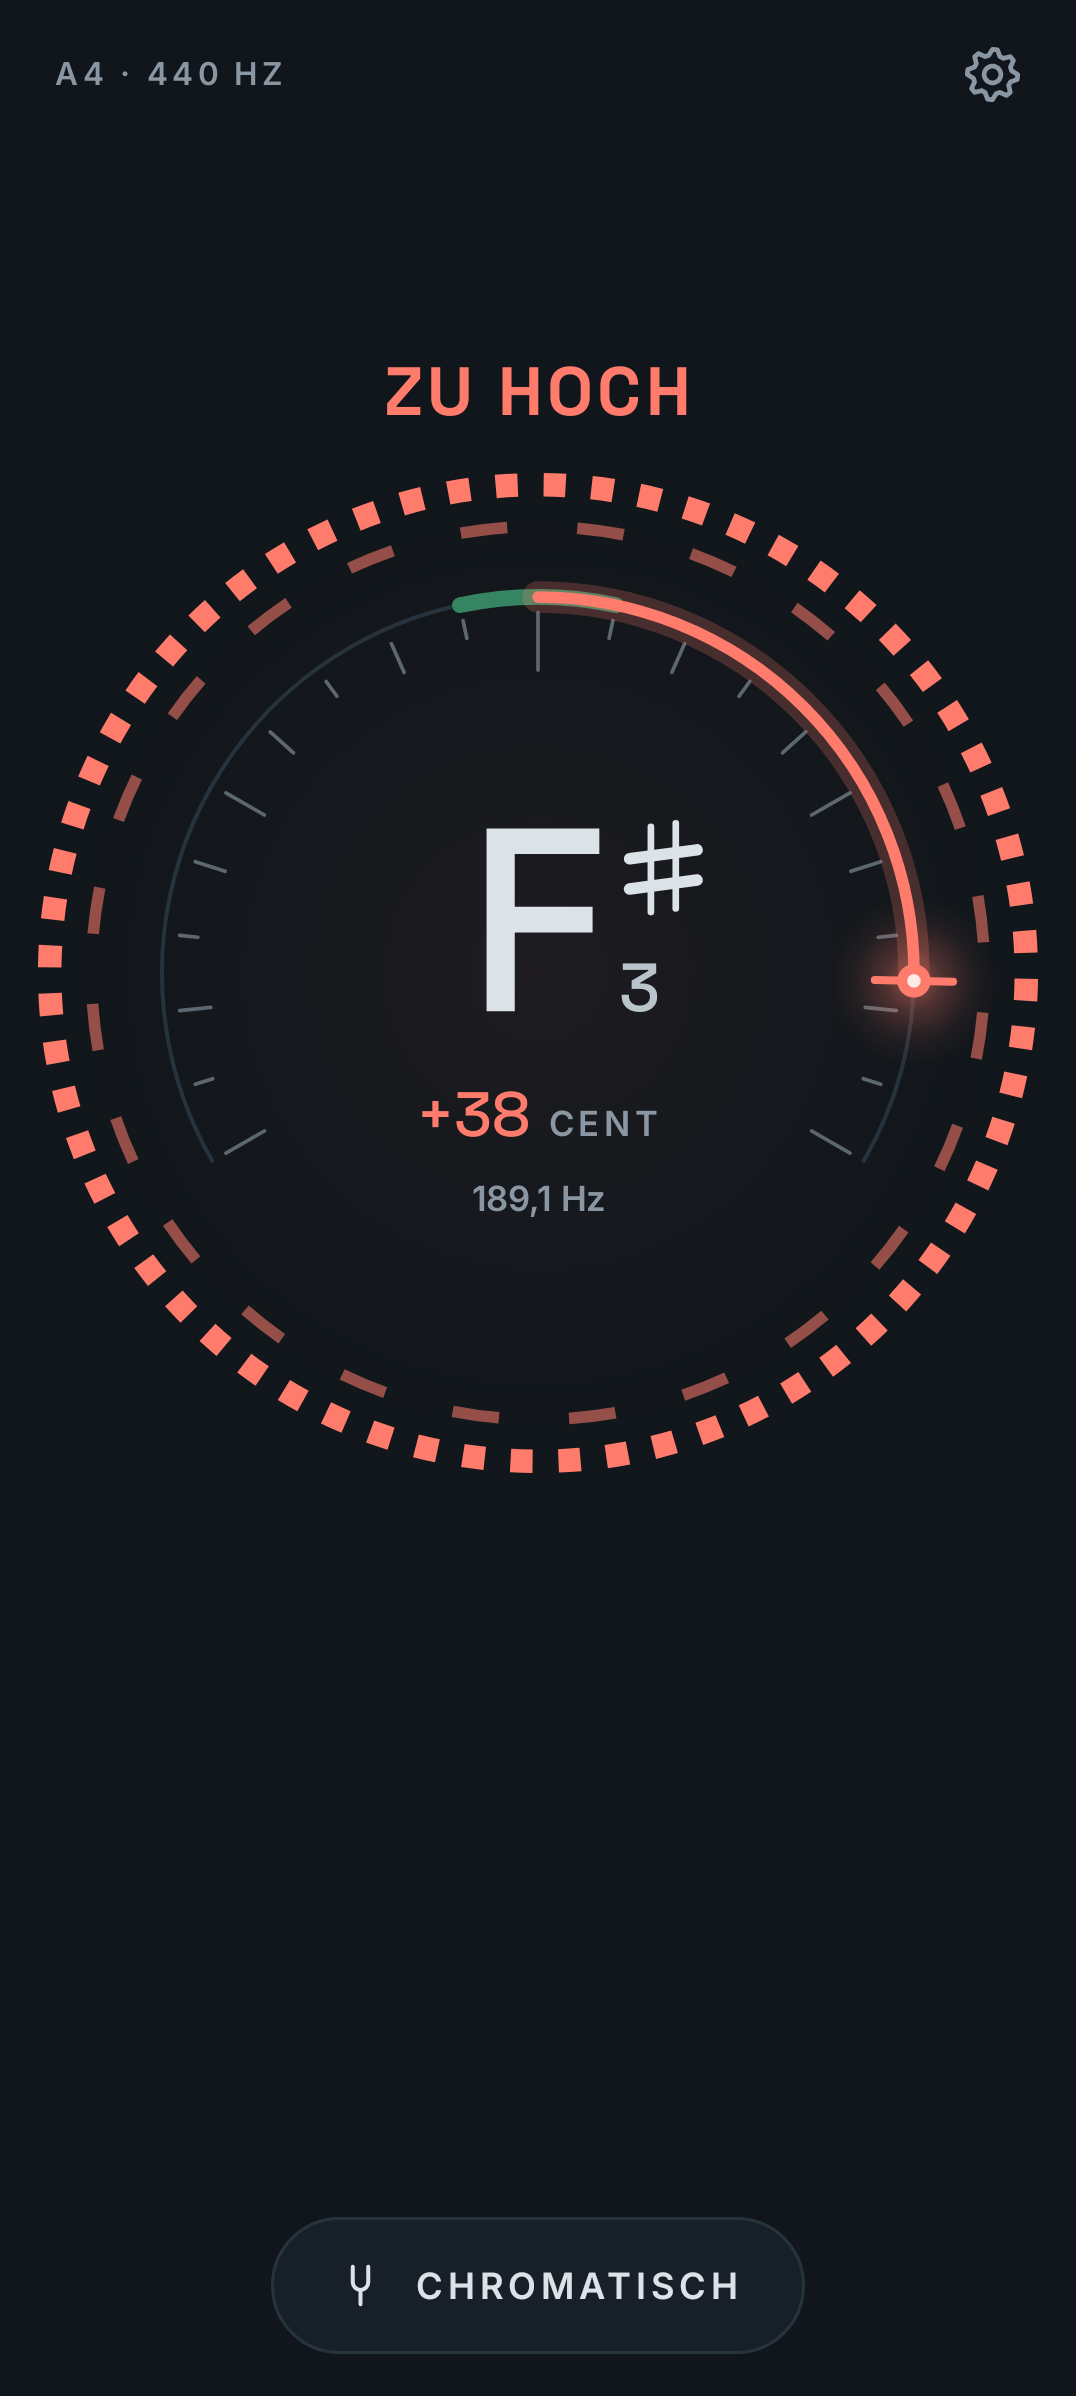 A4 · 440 HZ
ZU HOCH
F♯3
+38 CENT
189,1 Hz
CHROMATISCH